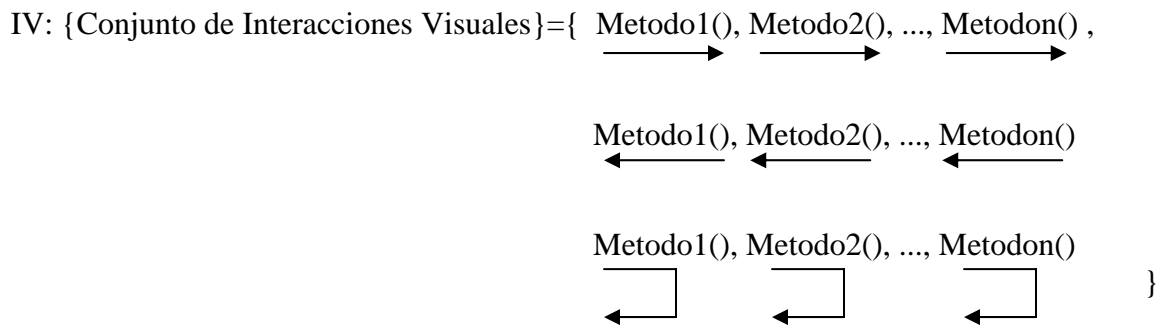 IV: {Conjunto de Interacciones Visuales}={ Metodo1(), Metodo2(), ..., Metodon() ,
Metodo1(), Metodo2(), ..., Metodon()
Metodo1(), Metodo2(), ..., Metodon()
}